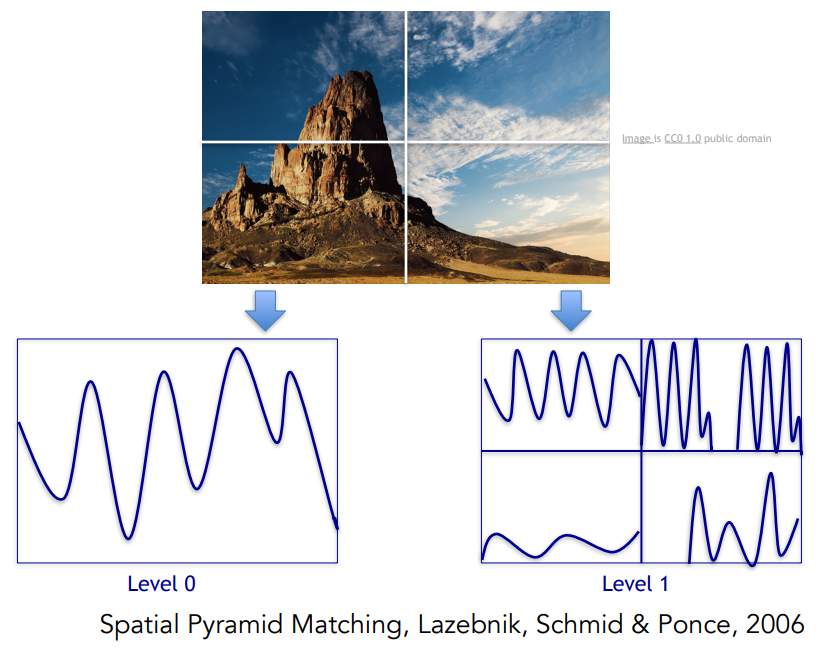 Image is CC0 1.0 public domain
Level 0
Level 1
Spatial Pyramid Matching, Lazebnik, Schmid & Ponce, 2006